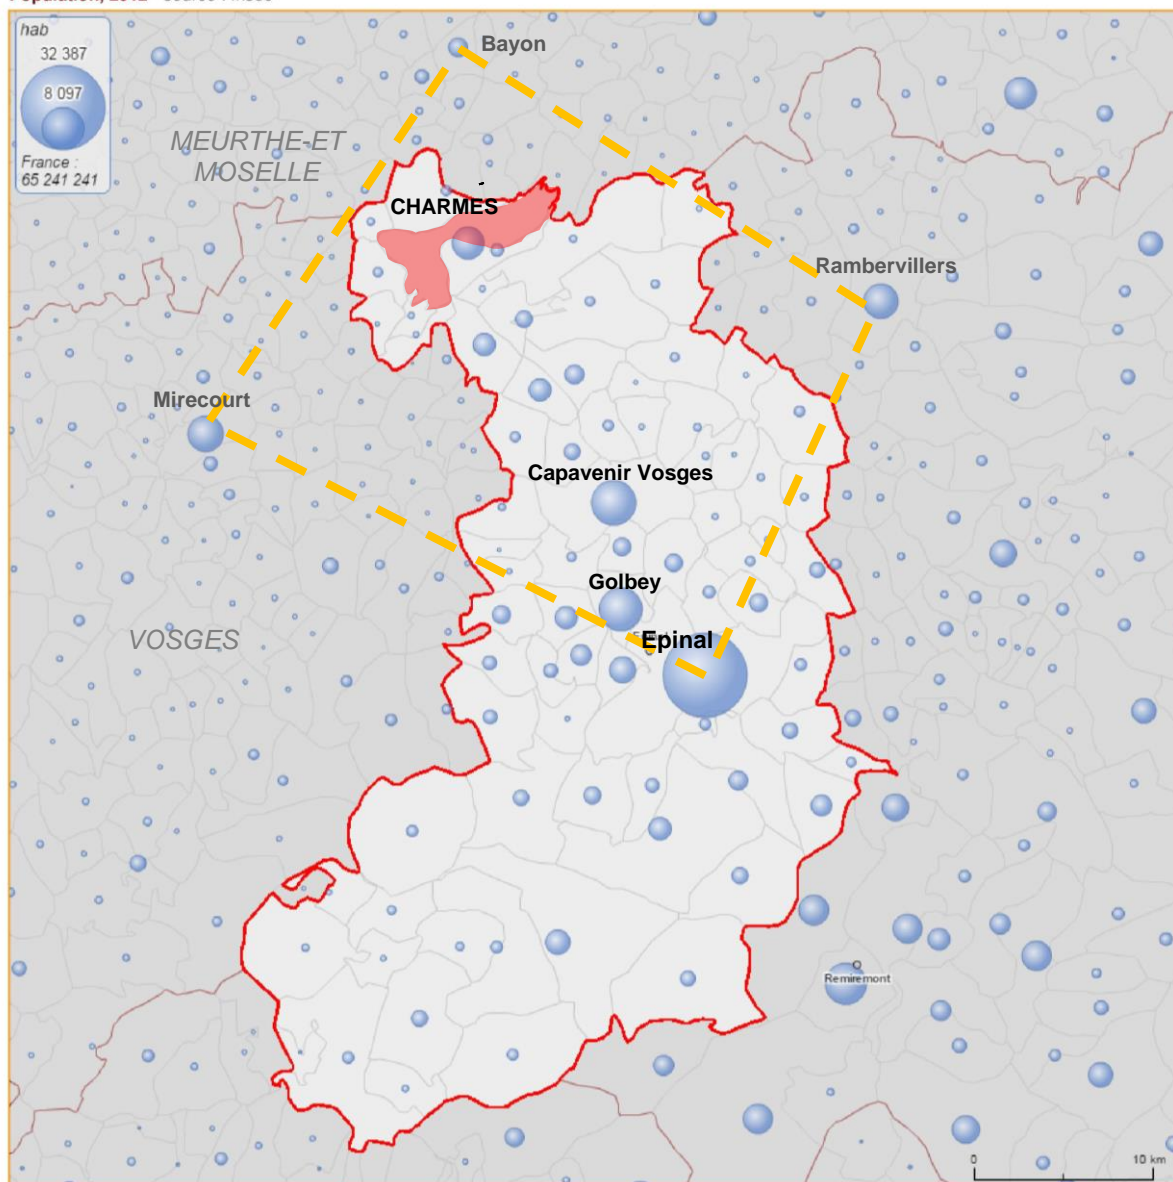 hab
32 387
8 097
France :
65 241 241
Bayon
MEURTHE-ET
MOSELLE
CHARMES
Rambervillers
Mirecourt
Capavenir Vosges
Golbey
VOSGES
Epinal
Remiremont
0 10 km